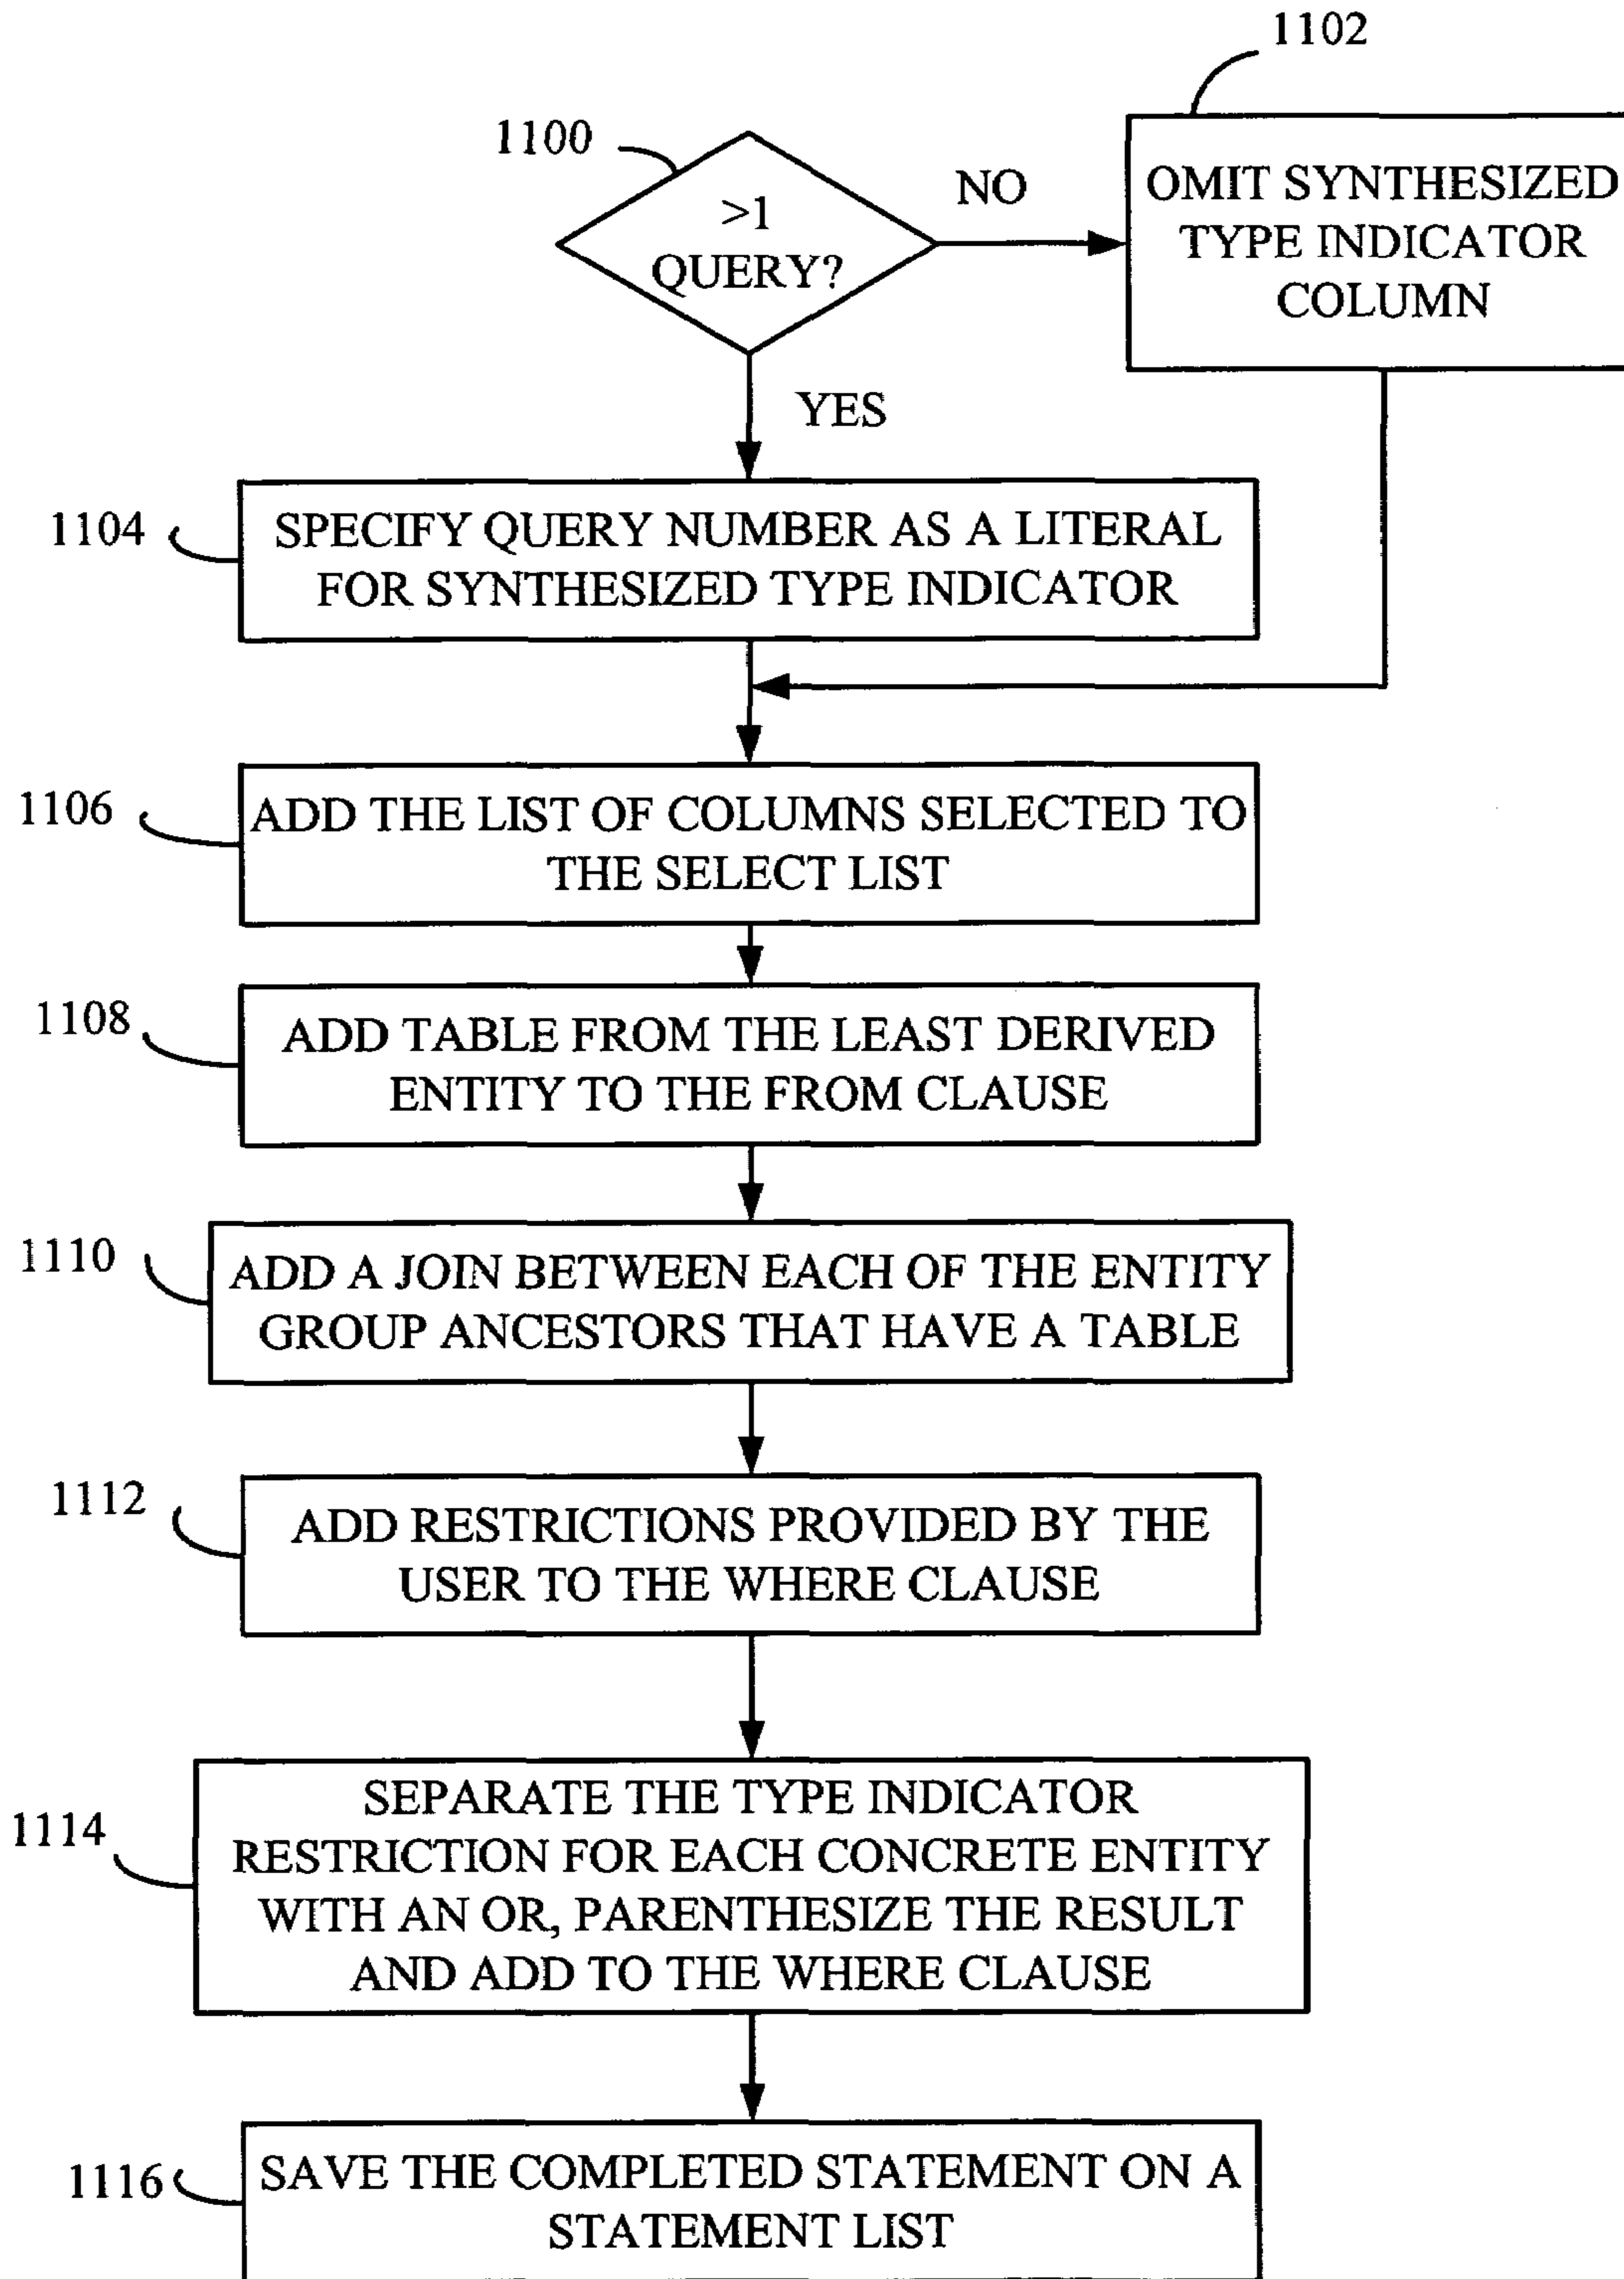 1102
1100
>1
QUERY?
NO
OMIT SYNTHESIZED
TYPE INDICATOR
COLUMN
YES
1104
SPECIFY QUERY NUMBER AS A LITERAL
FOR SYNTHESIZED TYPE INDICATOR
1106
ADD THE LIST OF COLUMNS SELECTED TO
THE SELECT LIST
1108
ADD TABLE FROM THE LEAST DERIVED
ENTITY TO THE FROM CLAUSE
1110
ADD A JOIN BETWEEN EACH OF THE ENTITY
GROUP ANCESTORS THAT HAVE A TABLE
1112
ADD RESTRICTIONS PROVIDED BY THE
USER TO THE WHERE CLAUSE
1114
SEPARATE THE TYPE INDICATOR
RESTRICTION FOR EACH CONCRETE ENTITY
WITH AN OR, PARENTHESIZE THE RESULT
AND ADD TO THE WHERE CLAUSE
1116
SAVE THE COMPLETED STATEMENT ON A
STATEMENT LIST